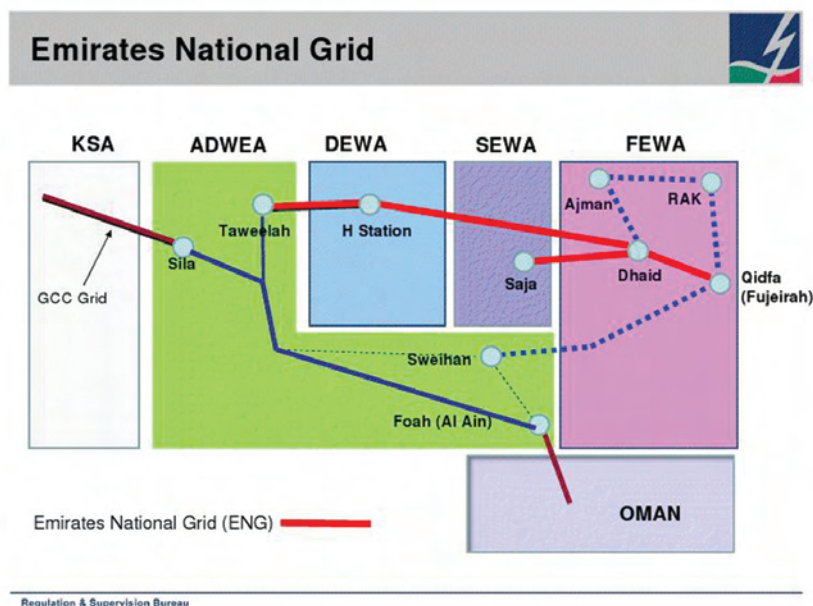 Emirates National Grid
KSA
ADWEA
DEWA
SEWA
FEWA
Ajman
RAK
Taweelah
H Station
Sila
Saja
Dhaid
Qidfa
(Fujeirah)
GCC Grid
Sweihan
Foah (Al Ain)
OMAN
Emirates National Grid (ENG)
Regulation & Supervision Bureau